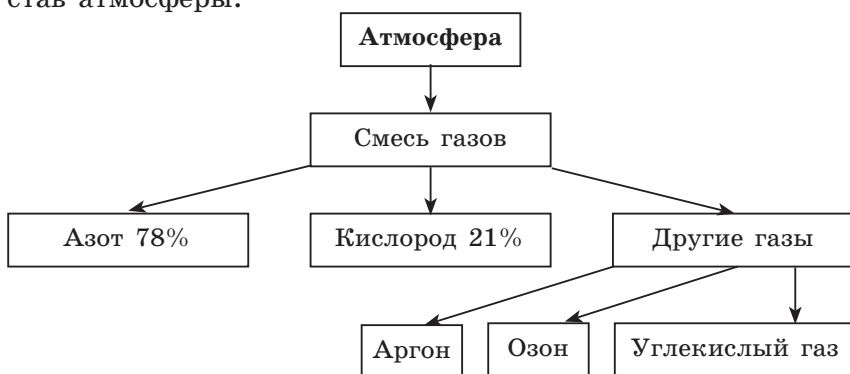 став атмосферы.
Атмосфера
Смесь газов
Азот 78%
Кислород 21%
Другие газы
Аргон
Озон
Углекислый газ